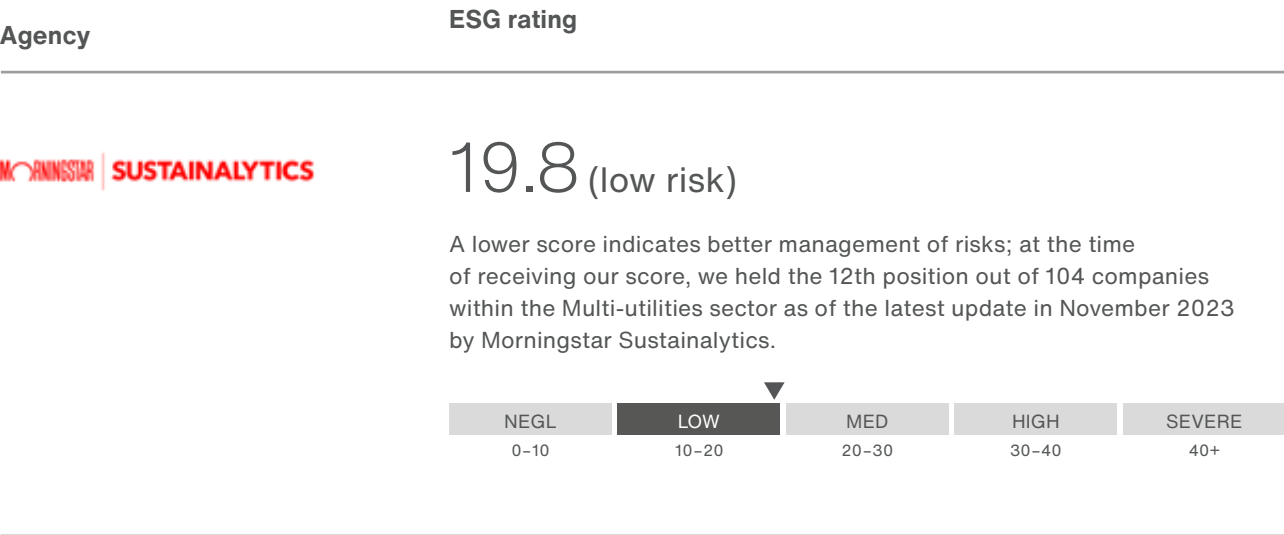 Agency
ESG rating
MORNINGSTAR | SUSTAINALYTICS
19.8 (low risk)
A lower score indicates better management of risks; at the time
of receiving our score, we held the 12th position out of 104 companies
within the Multi-utilities sector as of the latest update in November 2023
by Morningstar Sustainalytics.
NEGL LOW MED HIGH SEVERE
0–10 10–20 20–30 30–40 40+